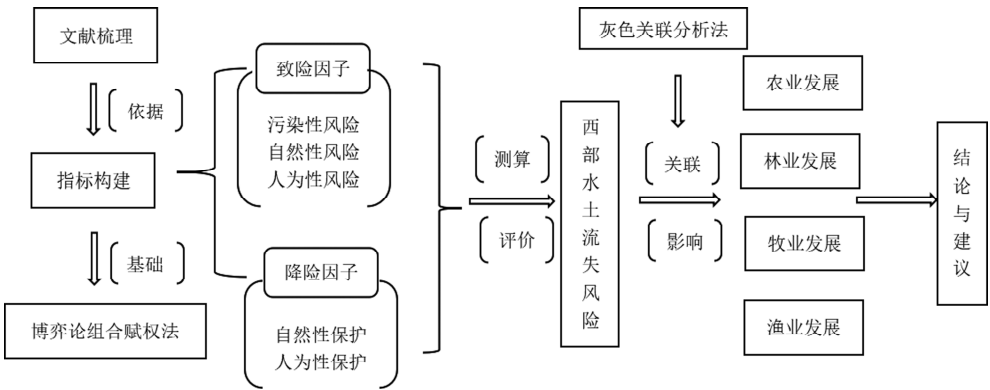 文献梳理
依据
指标构建
基础
博弈论组合赋权法
致险因子
污染性风险
自然性风险
人为性风险
降险因子
自然性保护
人为性保护
测算
评价
西部水土流失风险
灰色关联分析法
关联
影响
农业发展
林业发展
牧业发展
渔业发展
结论与建议